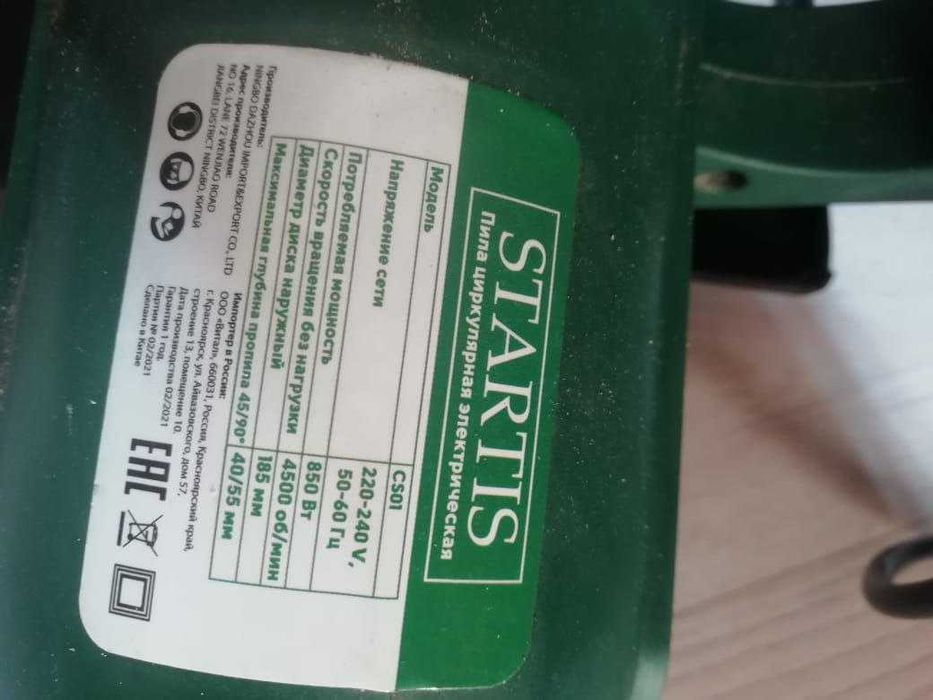 STARTIS
Пила циркулярная электрическая
Модель CS01
Напряжение сети 220-240 V,
50-60 Гц
Потребляемая мощность 850 Вт
Скорость вращения без нагрузки 4500 об/мин
Диаметр диска наружный 185 мм
Максимальная глубина пропила 45/90° 40/55 мм
Производитель:
NINGBO DAZHOU IMPORT&EXPORT CO., LTD
Адрес производителя:
NO 16, LANE 72 WENJIAO ROAD
JIANGBEI DISTRICT NINGBO, КИТАЙ
Импортер в России:
ООО «Витал», 660031, Россия, Красноярский край,
г. Красноярск, ул. Айвазовского, дом 57,
строение 13, помещение 10.
Дата производства 02/2021
Гарантия 1 год.
Партия № 02/2021
Сделано в Китае
EAC